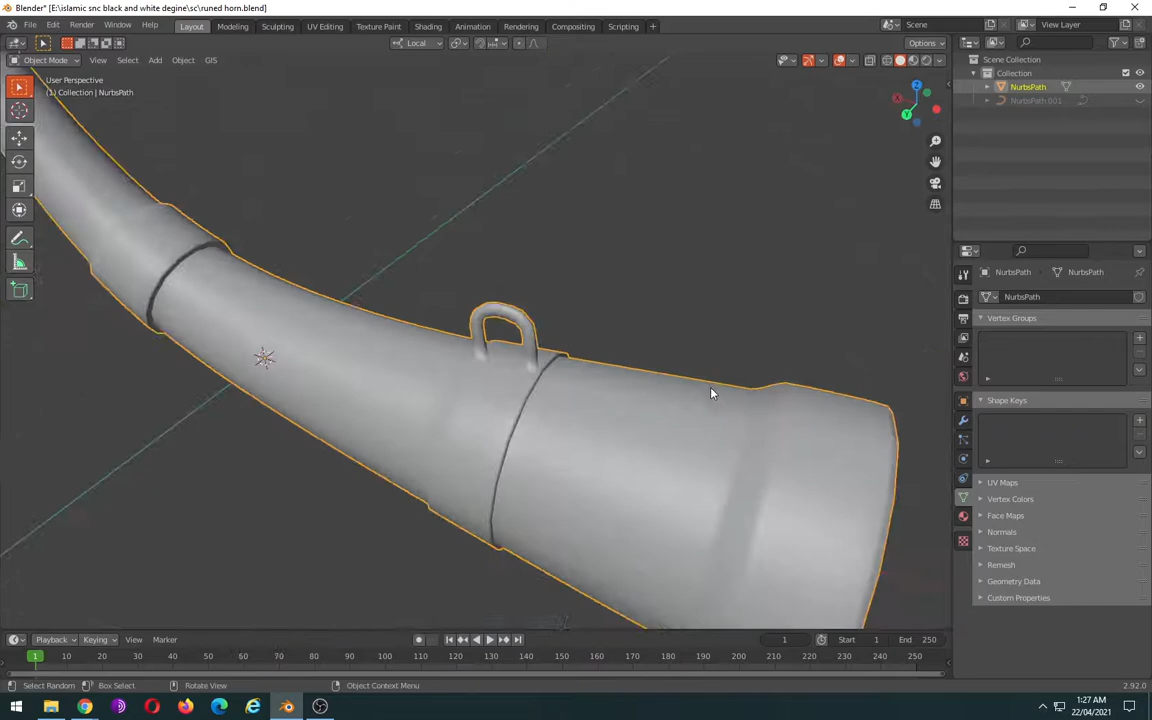 Blender* [E:\islamic snc black and white degine\sc\runed horn.blend]
File Edit Render Window Help Layout Modeling Sculpting UV Editing Texture Paint Shading Animation Rendering Compositing Scripting + Scene View Layer
Local Options
Object Mode View Select Add Object GIS
User Perspective
(1) Collection | NurbsPath
Scene Collection
Collection
NurbsPath
NurbsPath.001
Z
Y
NurbsPath NurbsPath
NurbsPath
Vertex Groups
Shape Keys
UV Maps
Vertex Colors
Face Maps
Normals
Texture Space
Remesh
Geometry Data
Custom Properties
Playback Keying View Marker 1 Start 1 End 250
1 10 20 30 40 50 60 70 80 90 100 110 120 130 140 150 160 170 180 190 200 210 220 230 240 250
Select Random Box Select Rotate View Object Context Menu 2.92.0
1:27 AM
22/04/2021